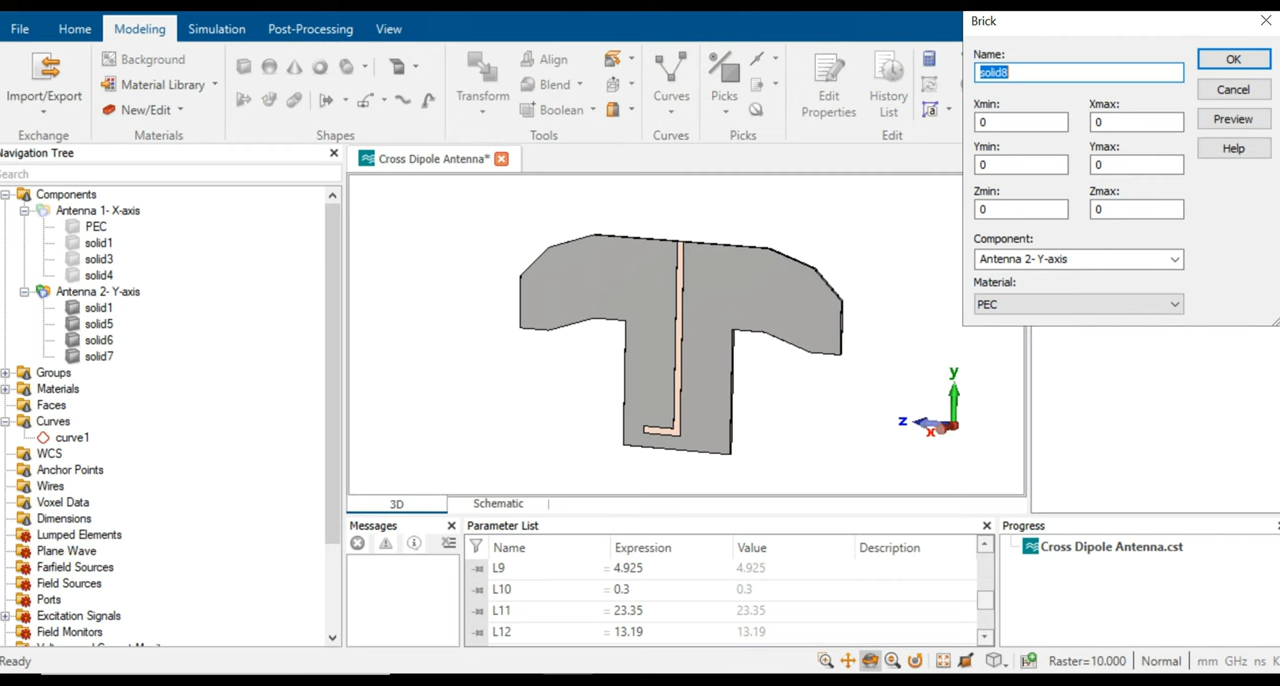 File Home Modeling Simulation Post-Processing View
Import/Export
Exchange
Background
Material Library
New/Edit
Materials
Shapes
Transform
Align
Blend
Boolean
Tools
Curves
Curves
Picks
Picks
Edit
Properties
History
List
Edit
Brick
Name:
solid8
OK
Cancel
Preview
Help
Xmin: Xmax:
0 0
Ymin: Ymax:
0 0
Zmin: Zmax:
0 0
Component:
Antenna 2- Y-axis
Material:
PEC
Navigation Tree
Search
Components
Antenna 1- X-axis
PEC
solid1
solid3
solid4
Antenna 2- Y-axis
solid1
solid5
solid6
solid7
Groups
Materials
Faces
Curves
curve1
WCS
Anchor Points
Wires
Voxel Data
Dimensions
Lumped Elements
Plane Wave
Farfield Sources
Field Sources
Ports
Excitation Signals
Field Monitors
Cross Dipole Antenna*
y
z
x
3D Schematic
Messages
Parameter List
Name Expression Value Description
L9 = 4.925 4.925
L10 = 0.3 0.3
L11 = 23.35 23.35
L12 = 13.19 13.19
Progress
Cross Dipole Antenna.cst
Ready
Raster=10.000 Normal mm GHz ns K